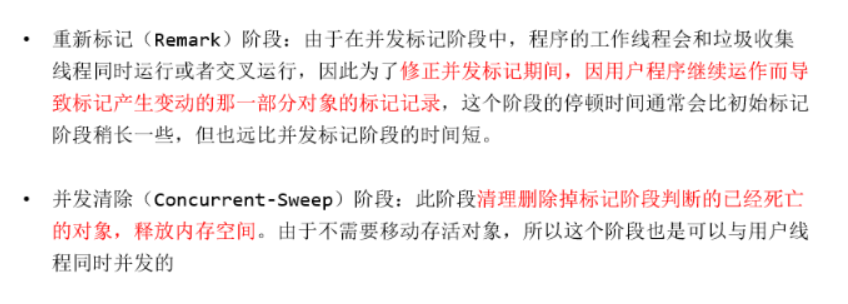 • 重新标记（Remark）阶段：由于在并发标记阶段中，程序的工作线程会和垃圾收集
线程同时运行或者交叉运行，因此为了修正并发标记期间，因用户程序继续运作而导
致标记产生变动的那一部分对象的标记记录，这个阶段的停顿时间通常会比初始标记
阶段稍长一些，但也远比并发标记阶段的时间短。
• 并发清除（Concurrent-Sweep）阶段：此阶段清理删除掉标记阶段判断的已经死亡
的对象，释放内存空间。由于不需要移动存活对象，所以这个阶段也是可以与用户线
程同时并发的